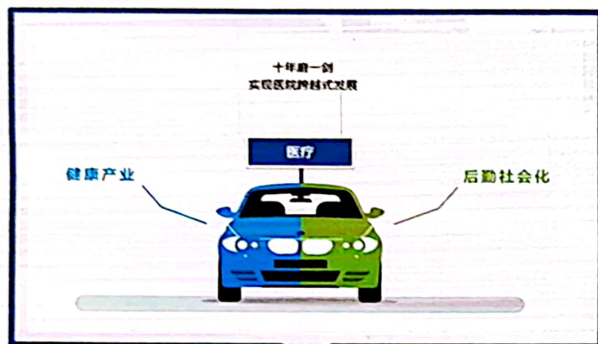 十年磨一剑
实现医院跨越式发展
医疗
健康产业
后勤社会化